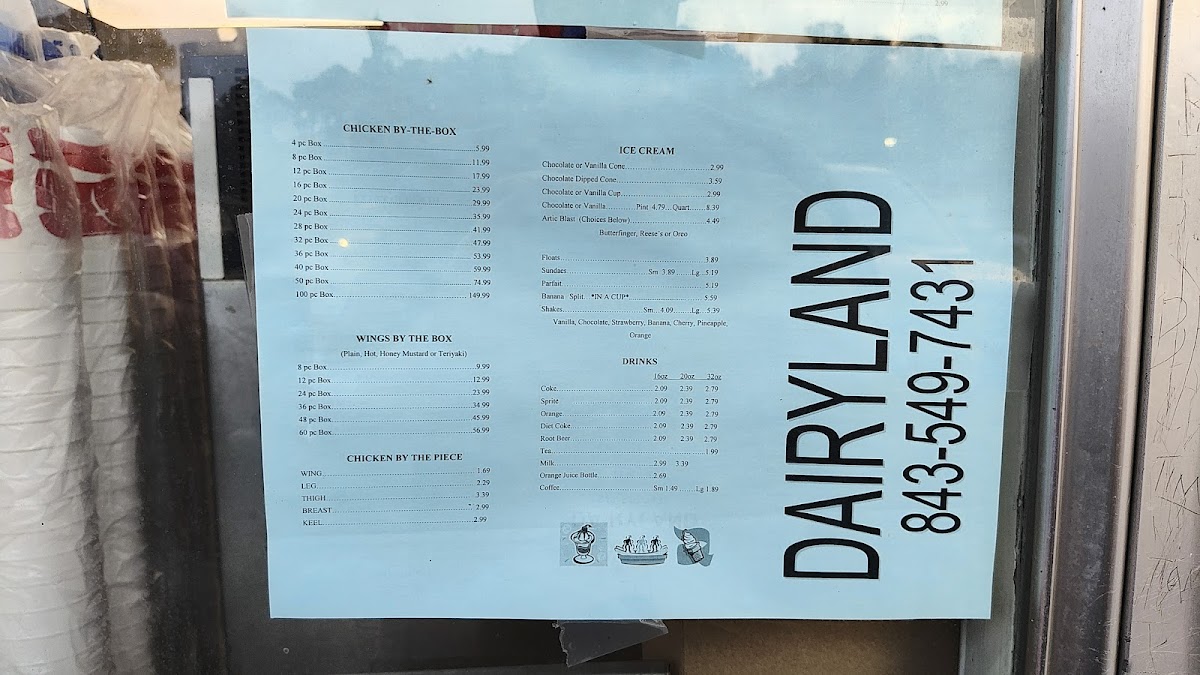 2.99
CHICKEN BY-THE-BOX
4 pc Box 5.99
8 pc Box 11.99
12 pc Box 17.99
16 pc Box 23.99
20 pc Box 29.99
24 pc Box 35.99
28 pc Box 41.99
32 pc Box 47.99
36 pc Box 53.99
40 pc Box 59.99
50 pc Box 74.99
100 pc Box 149.99
WINGS BY THE BOX
(Plain, Hot, Honey Mustard or Teriyaki)
8 pc Box 9.99
12 pc Box 12.99
24 pc Box 23.99
36 pc Box 34.99
48 pc Box 45.99
60 pc Box 56.99
CHICKEN BY THE PIECE
WING 1.69
LEG 2.29
THIGH 3.39
BREAST 2.99
KEEL 2.99
ICE CREAM
Chocolate or Vanilla Cone 2.99
Chocolate Dipped Cone 3.59
Chocolate or Vanilla Cup 2.99
Chocolate or Vanilla Pint 4.79 Quart 8.39
Artic Blast (Choices Below) 4.49
Butterfinger, Reese's or Oreo
Floats 3.89
Sundaes Sm 3.89 Lg 5.19
Parfait 5.19
Banana Split *IN A CUP* 5.59
Shakes Sm 4.09 Lg 5.39
Vanilla, Chocolate, Strawberry, Banana, Cherry, Pineapple,
Orange
DRINKS
16oz 20oz 32oz
Coke 2.09 2.39 2.79
Sprite 2.09 2.39 2.79
Orange 2.09 2.39 2.79
Diet Coke 2.09 2.39 2.79
Root Beer 2.09 2.39 2.79
Tea 1.99
Milk 2.99 3.39
Orange Juice Bottle 2.69
Coffee Sm 1.49 Lg 1.89
DAIRYLAND
843-549-7431